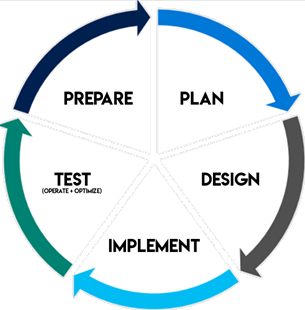 PREPARE
PLAN
DESIGN
IMPLEMENT
TEST
(OPERATE + OPTIMIZE)